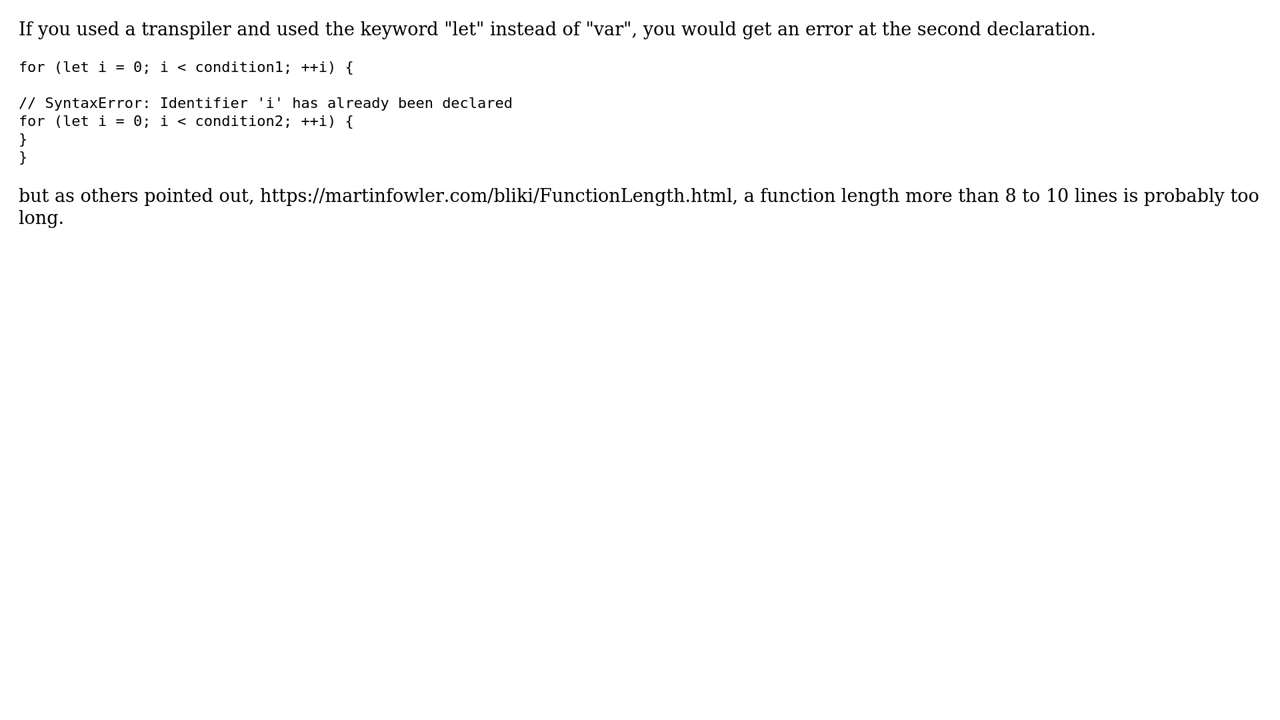 If you used a transpiler and used the keyword "let" instead of "var", you would get an error at the second declaration.
for (let i = 0; i < condition1; ++i) {
// SyntaxError: Identifier 'i' has already been declared
for (let i = 0; i < condition2; ++i) {
}
}
but as others pointed out, https://martinfowler.com/bliki/FunctionLength.html, a function length more than 8 to 10 lines is probably too
long.